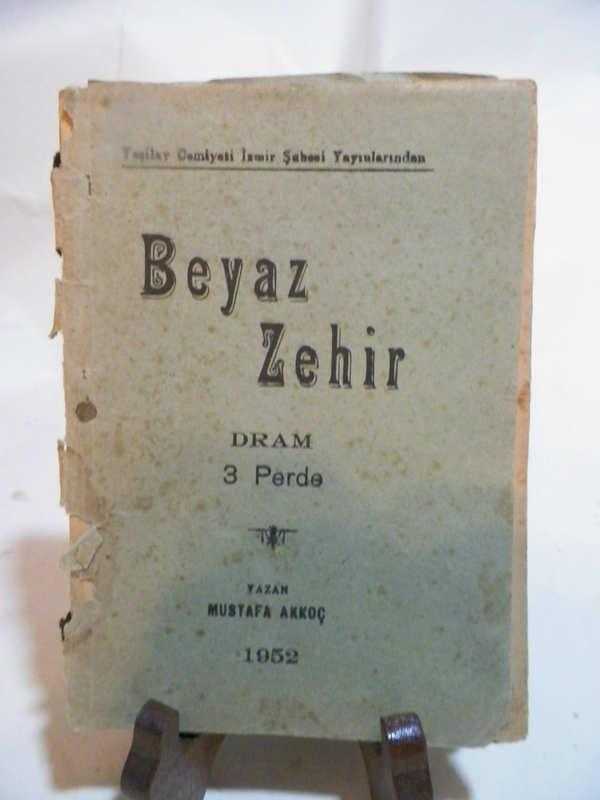 Yeşilay Cemiyeti İzmir Şubesi Yayınlarından
Beyaz
Zehir
DRAM
3 Perde
YAZAN
MUSTAFA AKKOÇ
1952